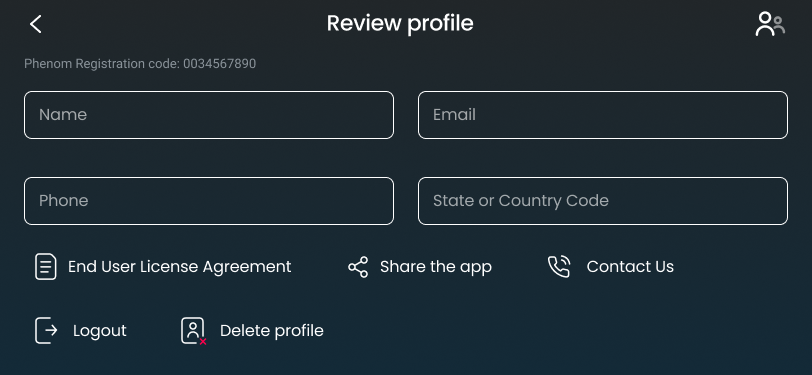 Review profile
Phenom Registration code: 0034567890
Name
Email
Phone
State or Country Code
End User License Agreement
Share the app
Contact Us
Logout
Delete profile